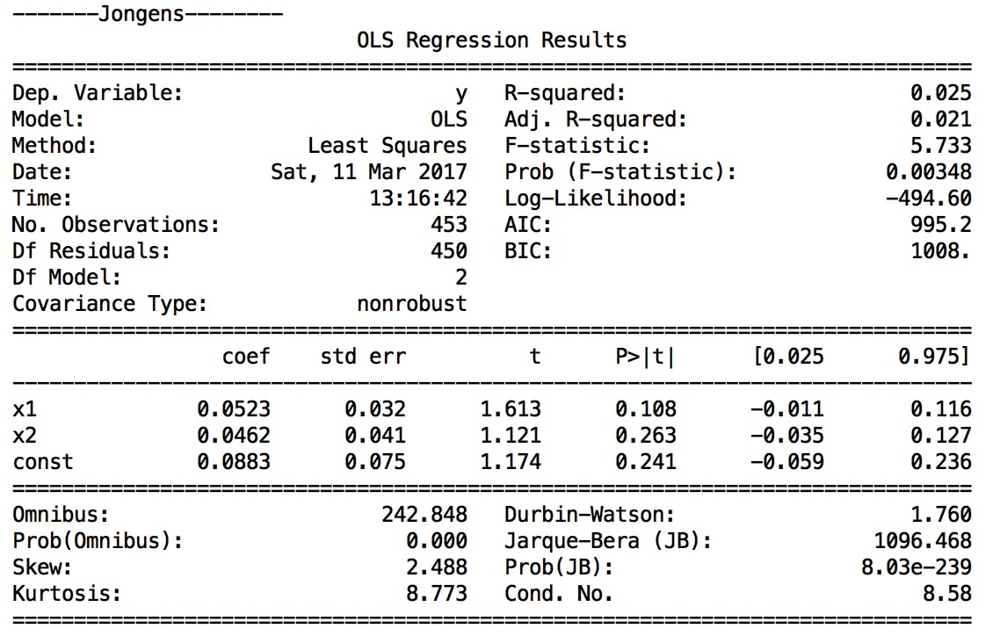 -------Jongens--------
OLS Regression Results
==============================================================================
Dep. Variable: y R-squared: 0.025
Model: OLS Adj. R-squared: 0.021
Method: Least Squares F-statistic: 5.733
Date: Sat, 11 Mar 2017 Prob (F-statistic): 0.00348
Time: 13:16:42 Log-Likelihood: -494.60
No. Observations: 453 AIC: 995.2
Df Residuals: 450 BIC: 1008.
Df Model: 2
Covariance Type: nonrobust
==============================================================================
coef std err t P>|t| [0.025 0.975]
------------------------------------------------------------------------------
x1 0.0523 0.032 1.613 0.108 -0.011 0.116
x2 0.0462 0.041 1.121 0.263 -0.035 0.127
const 0.0883 0.075 1.174 0.241 -0.059 0.236
==============================================================================
Omnibus: 242.848 Durbin-Watson: 1.760
Prob(Omnibus): 0.000 Jarque-Bera (JB): 1096.468
Skew: 2.488 Prob(JB): 8.03e-239
Kurtosis: 8.773 Cond. No. 8.58
==============================================================================